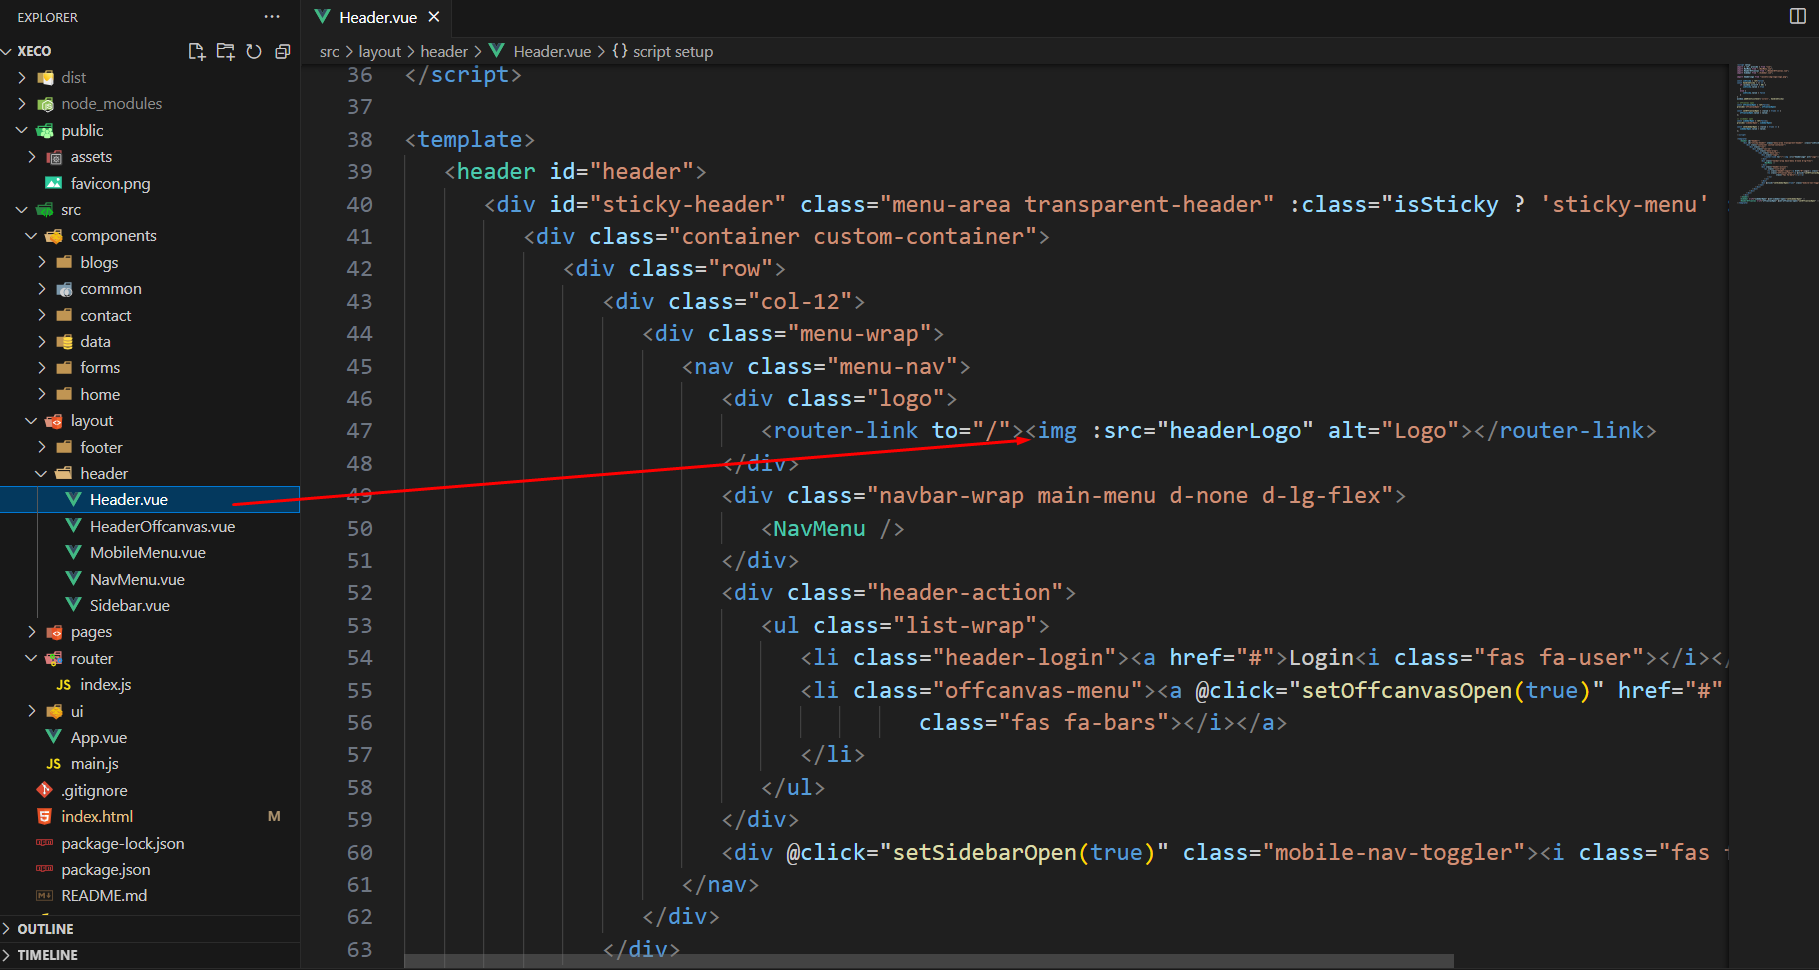 EXPLORER
XECO
dist
node_modules
public
assets
favicon.png
src
components
blogs
common
contact
data
forms
home
layout
footer
header
Header.vue
HeaderOffcanvas.vue
MobileMenu.vue
NavMenu.vue
Sidebar.vue
pages
router
JS index.js
ui
App.vue
JS main.js
.gitignore
index.html M
package-lock.json
package.json
README.md
OUTLINE
TIMELINE
Header.vue
src > layout > header > Header.vue > {} script setup
36 </script>
37
38 <template>
39 <header id="header">
40 <div id="sticky-header" class="menu-area transparent-header" :class="isSticky ? 'sticky-menu'
41 <div class="container custom-container">
42 <div class="row">
43 <div class="col-12">
44 <div class="menu-wrap">
45 <nav class="menu-nav">
46 <div class="logo">
47 <router-link to="/"><img :src="headerLogo" alt="Logo"></router-link>
48 </div>
49 <div class="navbar-wrap main-menu d-none d-lg-flex">
50 <NavMenu />
51 </div>
52 <div class="header-action">
53 <ul class="list-wrap">
54 <li class="header-login"><a href="#">Login<i class="fas fa-user"></i></
55 <li class="offcanvas-menu"><a @click="setOffcanvasOpen(true)" href="#"
56 class="fas fa-bars"></i></a>
57 </li>
58 </ul>
59 </div>
60 <div @click="setSidebarOpen(true)" class="mobile-nav-toggler"><i class="fas
61 </nav>
62 </div>
63 </div>